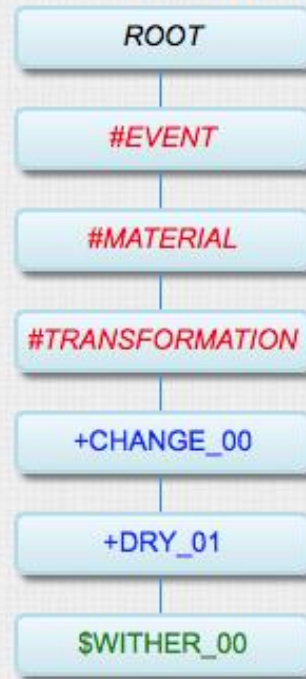 ROOT
#EVENT
#MATERIAL
#TRANSFORMATION
+CHANGE_00
+DRY_01
$WITHER_00